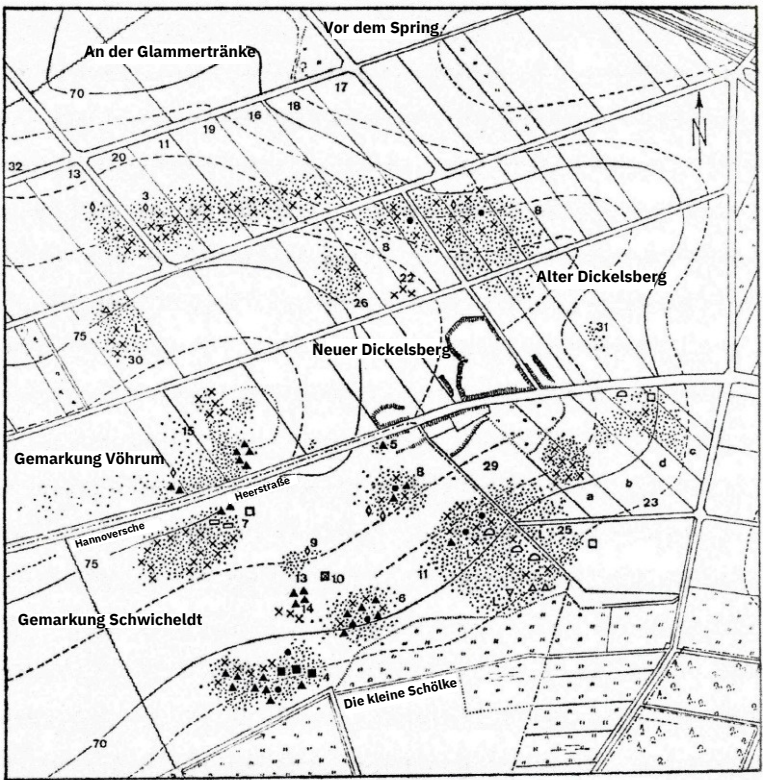 Vor dem Spring
An der Glammertränke
70
17
18
16
19
11
20
13
32
3
8
8
22
26
Alter Dickelsberg
75
L
30
31
Neuer Dickelsberg
15
5
Gemarkung Vöhrum
Heerstraße
8
29
c
d
b
a
23
Hannoversche
7
25
75
9
L
L
10
13
11
14
6
Gemarkung Schwicheldt
L
4
Die kleine Schölke
70
N